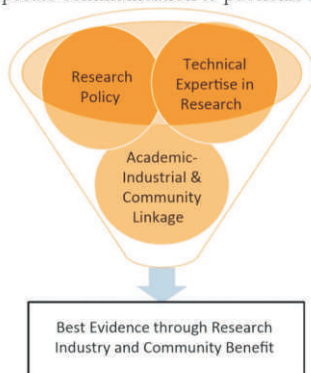 Research
Policy
Technical
Expertise in
Research
Academic-
Industrial &
Community
Linkage
Best Evidence through Research
Industry and Community Benefit